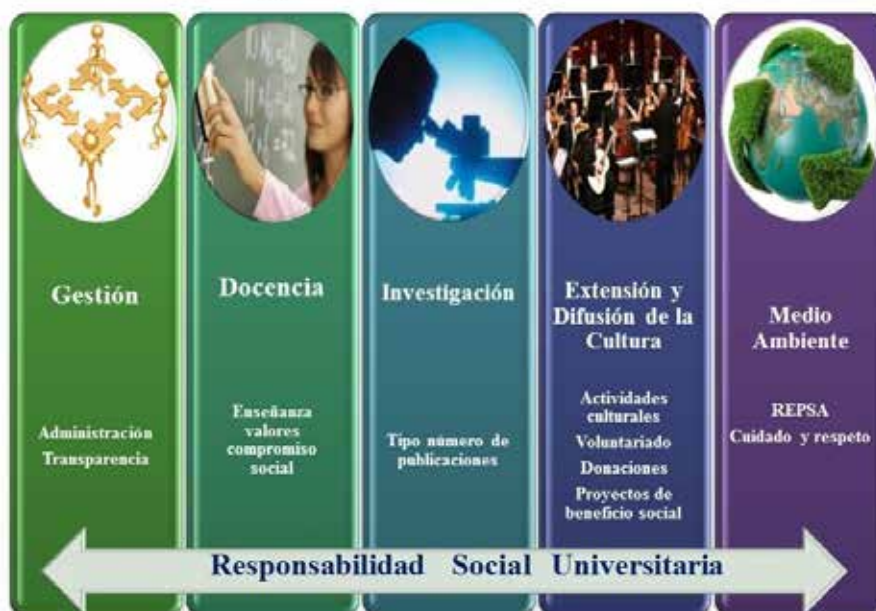 Gestión
Administración
Transparencia
Docencia
Enseñanza
valores
compromiso
social
Investigación
Tipo número de
publicaciones
Extensión y
Difusión de la
Cultura
Actividades
culturales
Voluntariado
Donaciones
Proyectos de
beneficio social
Medio
Ambiente
REPSA
Cuidado y respeto
Responsabilidad Social Universitaria